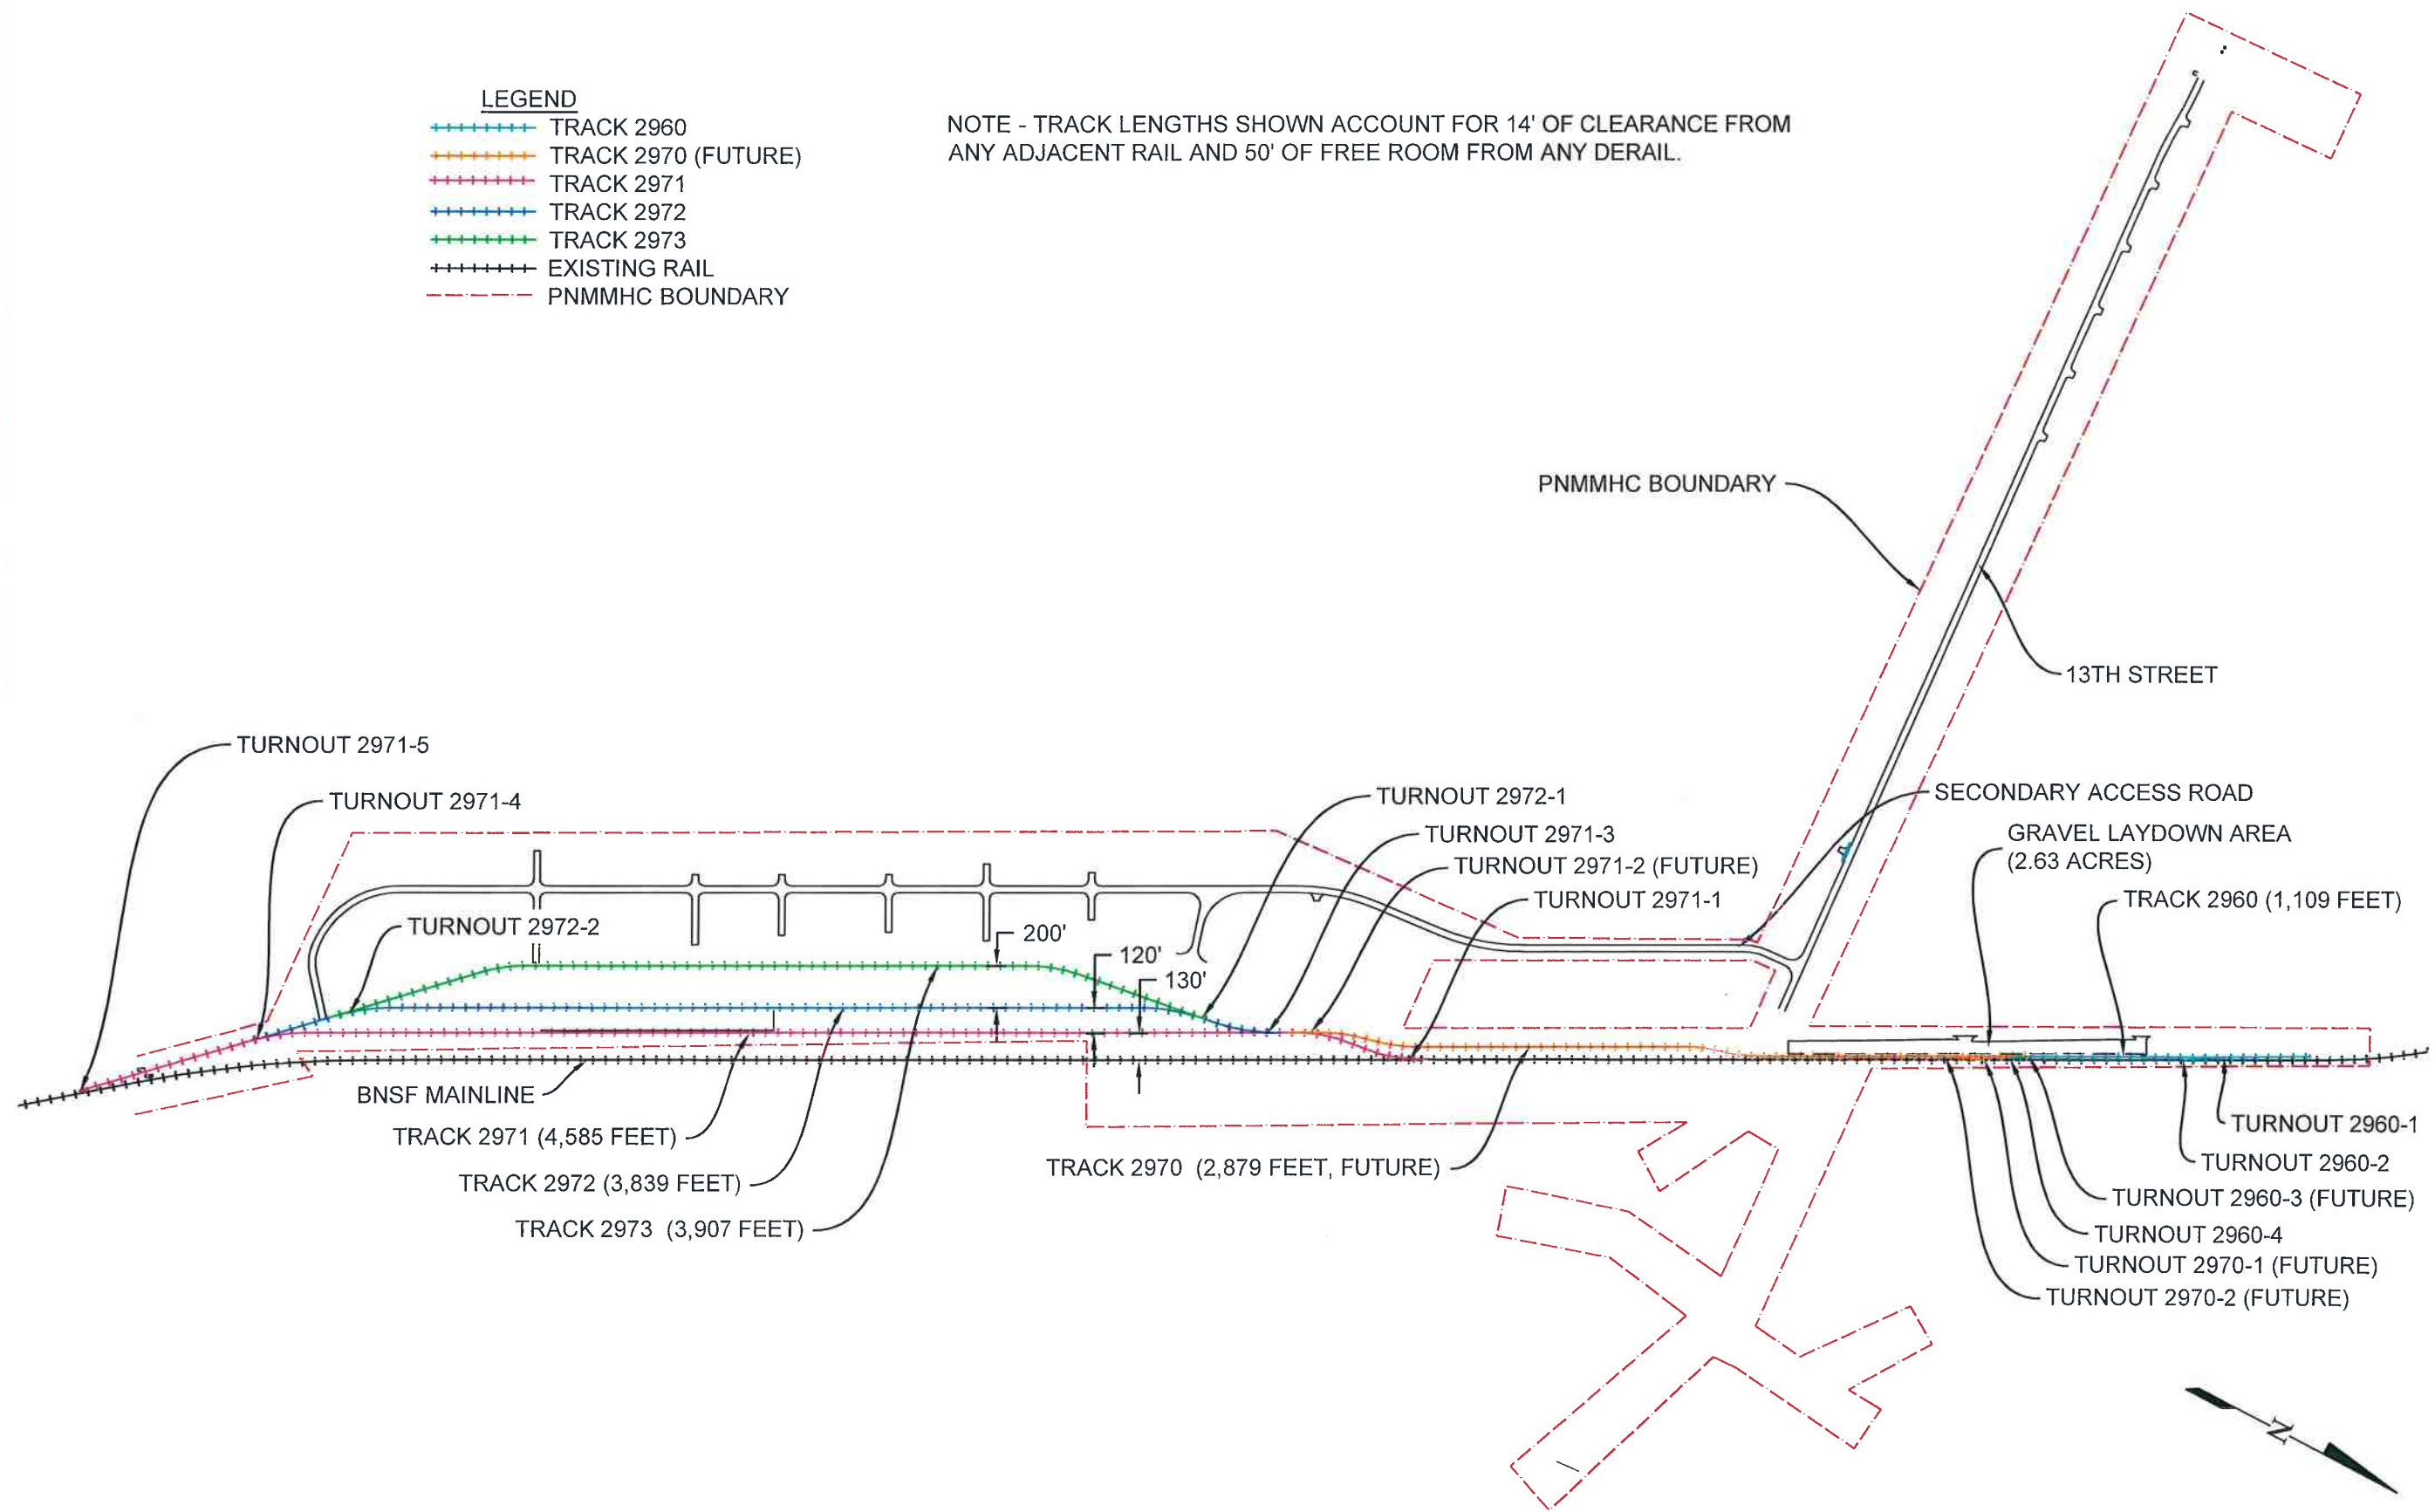 LEGEND
TRACK 2960
TRACK 2970 (FUTURE)
TRACK 2971
TRACK 2972
TRACK 2973
EXISTING RAIL
PNMMHC BOUNDARY
NOTE - TRACK LENGTHS SHOWN ACCOUNT FOR 14' OF CLEARANCE FROM
ANY ADJACENT RAIL AND 50' OF FREE ROOM FROM ANY DERAIL.
PNMMHC BOUNDARY
13TH STREET
TURNOUT 2971-5
TURNOUT 2971-4
TURNOUT 2972-1
SECONDARY ACCESS ROAD
TURNOUT 2971-3
GRAVEL LAYDOWN AREA
(2.63 ACRES)
TURNOUT 2971-2 (FUTURE)
TURNOUT 2971-1
TRACK 2960 (1,109 FEET)
TURNOUT 2972-2
200'
120'
130'
BNSF MAINLINE
TRACK 2971 (4,585 FEET)
TRACK 2972 (3,839 FEET)
TRACK 2973 (3,907 FEET)
TRACK 2970 (2,879 FEET, FUTURE)
TURNOUT 2960-1
TURNOUT 2960-2
TURNOUT 2960-3 (FUTURE)
TURNOUT 2960-4
TURNOUT 2970-1 (FUTURE)
TURNOUT 2970-2 (FUTURE)
N